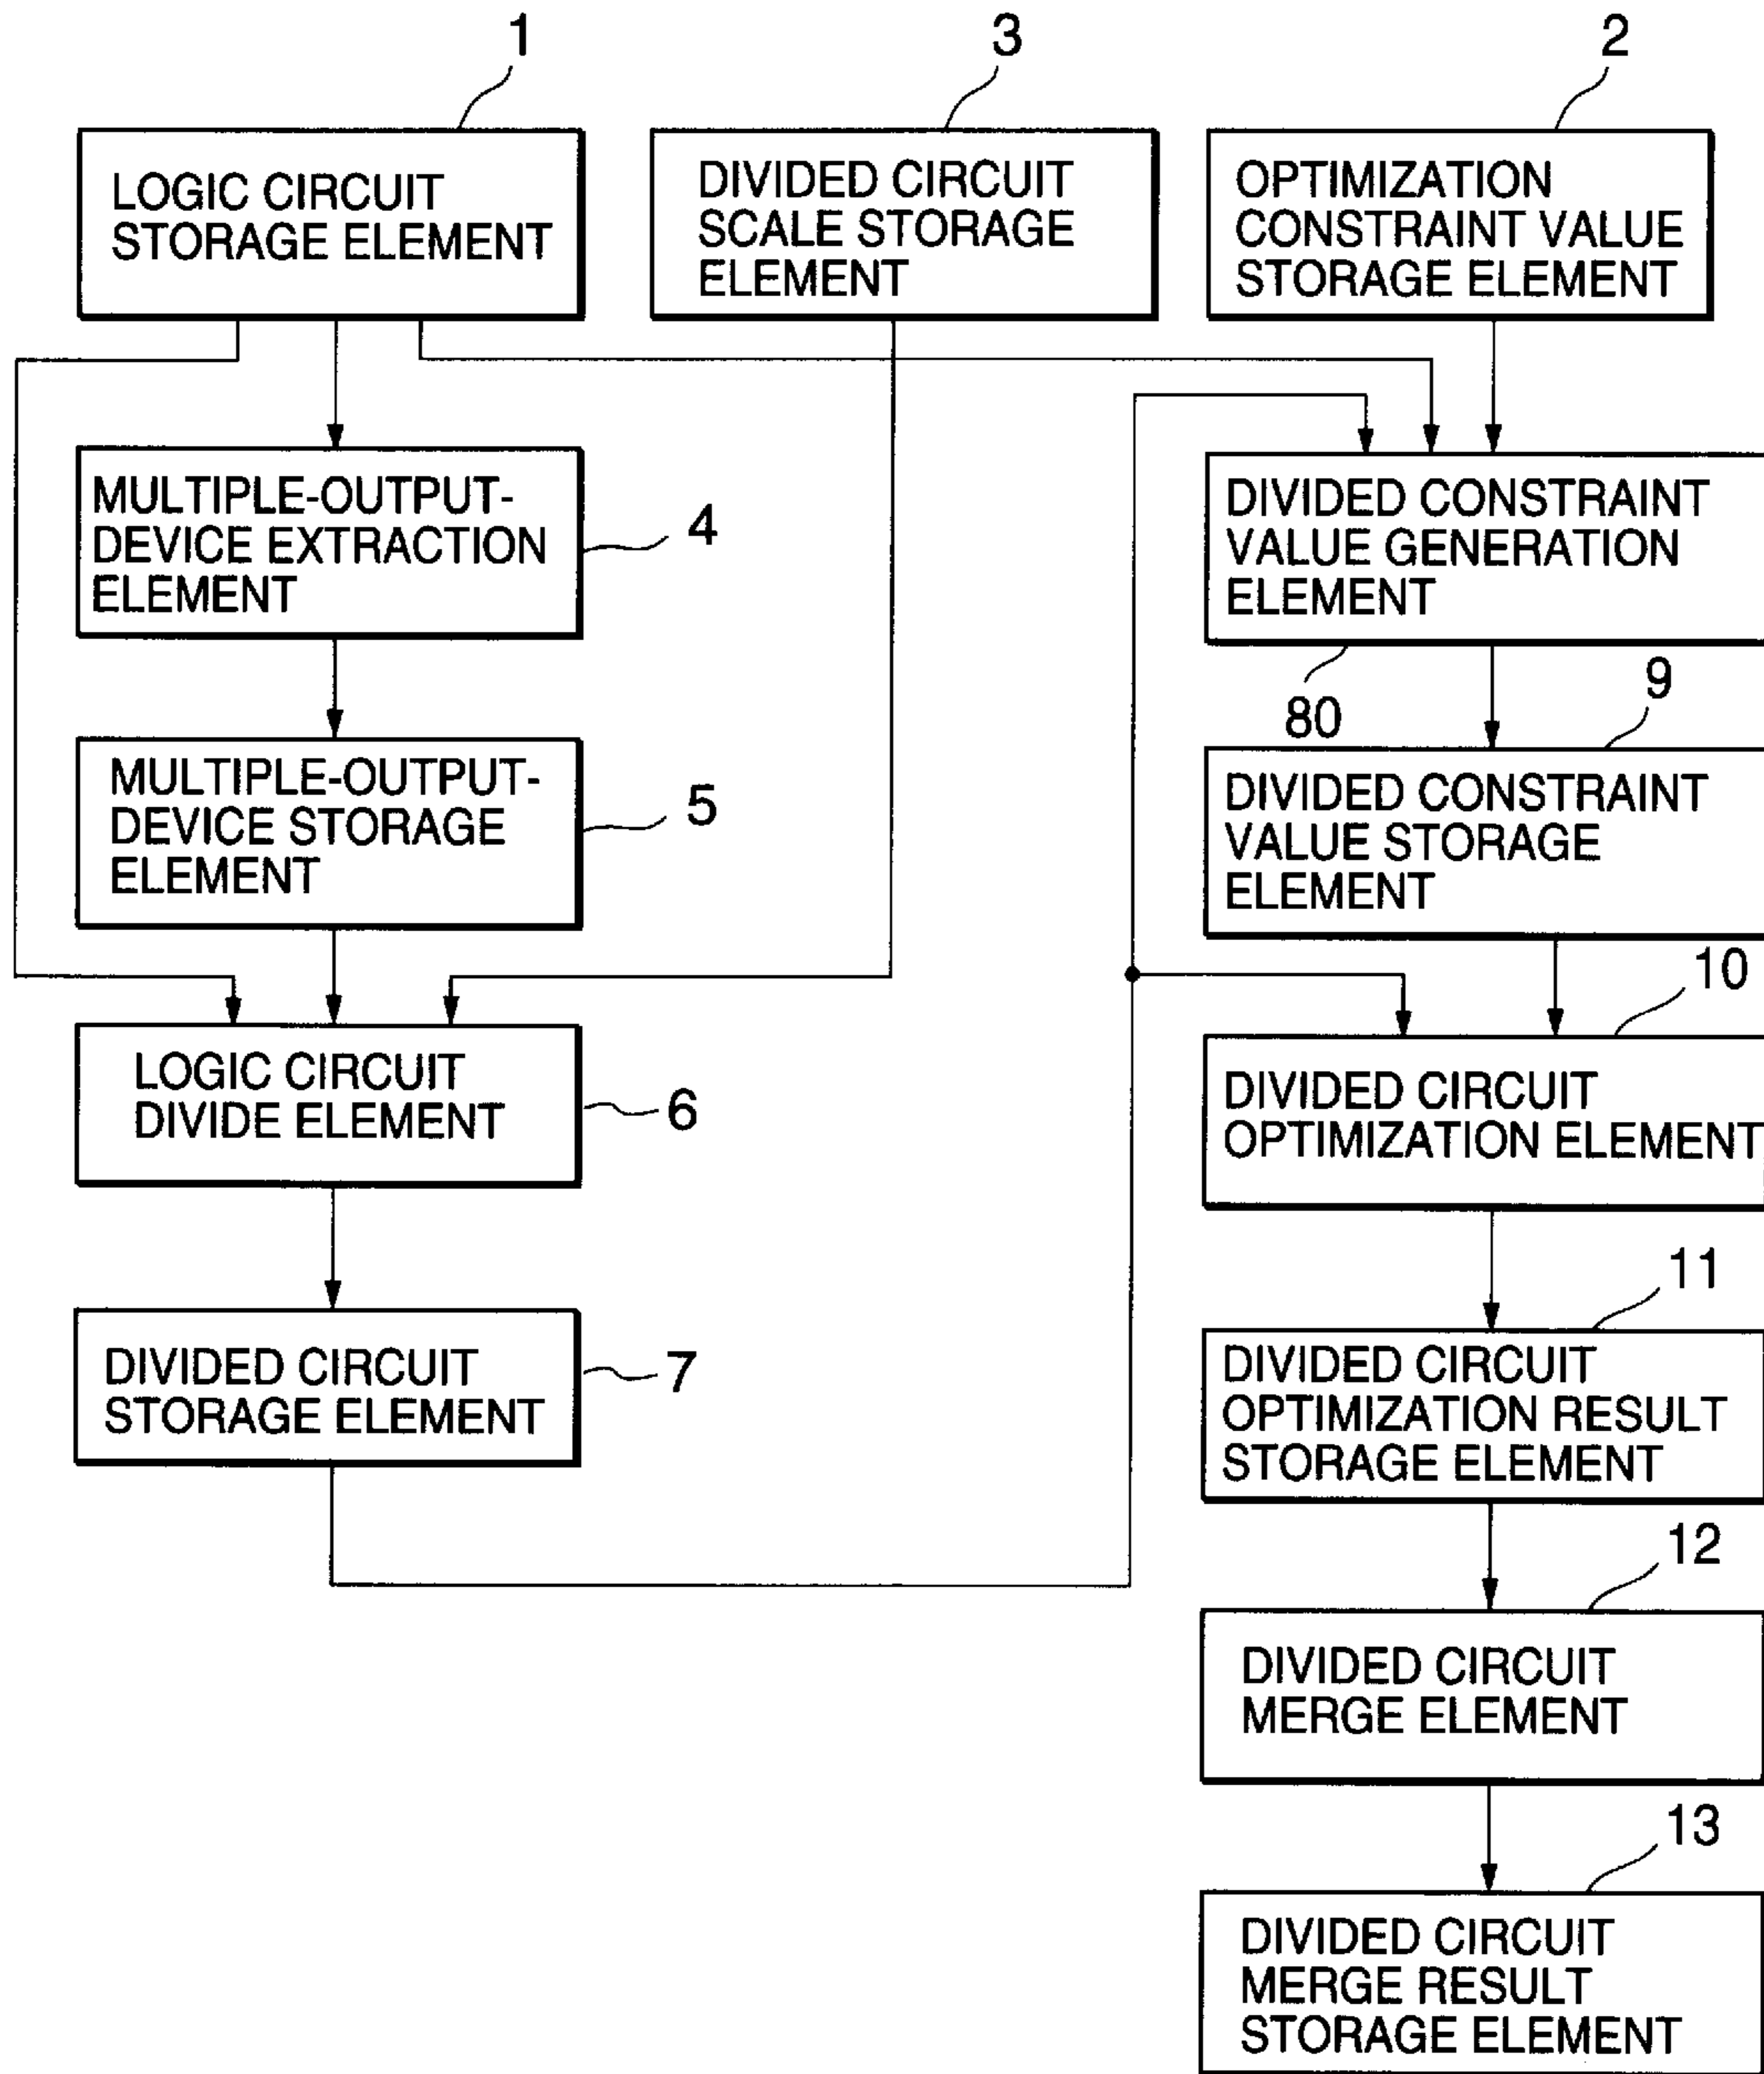 1
3
2
LOGIC CIRCUIT
STORAGE ELEMENT
DIVIDED CIRCUIT
SCALE STORAGE
ELEMENT
OPTIMIZATION
CONSTRAINT VALUE
STORAGE ELEMENT
MULTIPLE-OUTPUT-
DEVICE EXTRACTION
ELEMENT
4
MULTIPLE-OUTPUT-
DEVICE STORAGE
ELEMENT
5
LOGIC CIRCUIT
DIVIDE ELEMENT
6
DIVIDED CIRCUIT
STORAGE ELEMENT
7
DIVIDED CONSTRAINT
VALUE GENERATION
ELEMENT
80
9
DIVIDED CONSTRAINT
VALUE STORAGE
ELEMENT
10
DIVIDED CIRCUIT
OPTIMIZATION ELEMENT
11
DIVIDED CIRCUIT
OPTIMIZATION RESULT
STORAGE ELEMENT
12
DIVIDED CIRCUIT
MERGE ELEMENT
13
DIVIDED CIRCUIT
MERGE RESULT
STORAGE ELEMENT